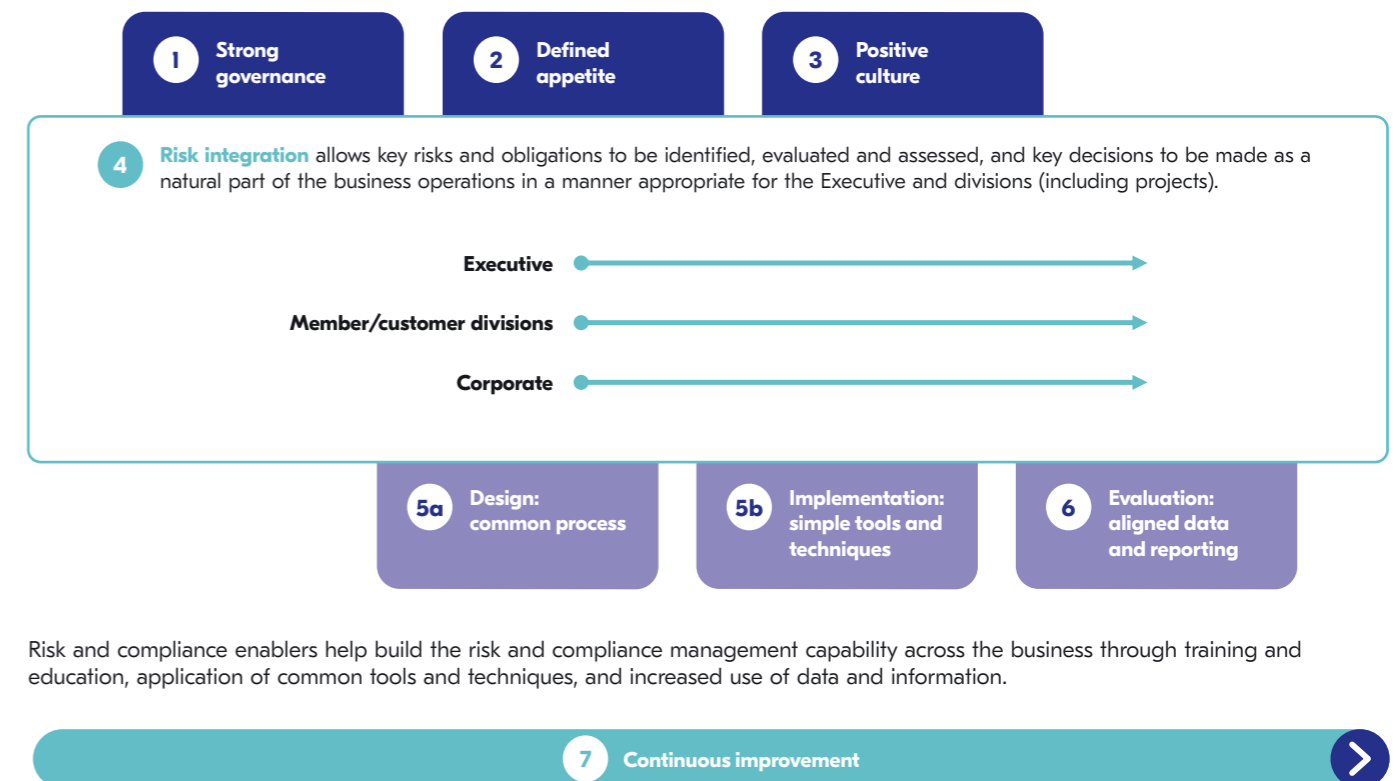 1 Strong
governance
2 Defined
appetite
3 Positive
culture
4 Risk integration allows key risks and obligations to be identified, evaluated and assessed, and key decisions to be made as a
natural part of the business operations in a manner appropriate for the Executive and divisions (including projects).
Executive
Member/customer divisions
Corporate
5a Design:
common process
5b Implementation:
simple tools and
techniques
6 Evaluation:
aligned data
and reporting
Risk and compliance enablers help build the risk and compliance management capability across the business through training and
education, application of common tools and techniques, and increased use of data and information.
7 Continuous improvement